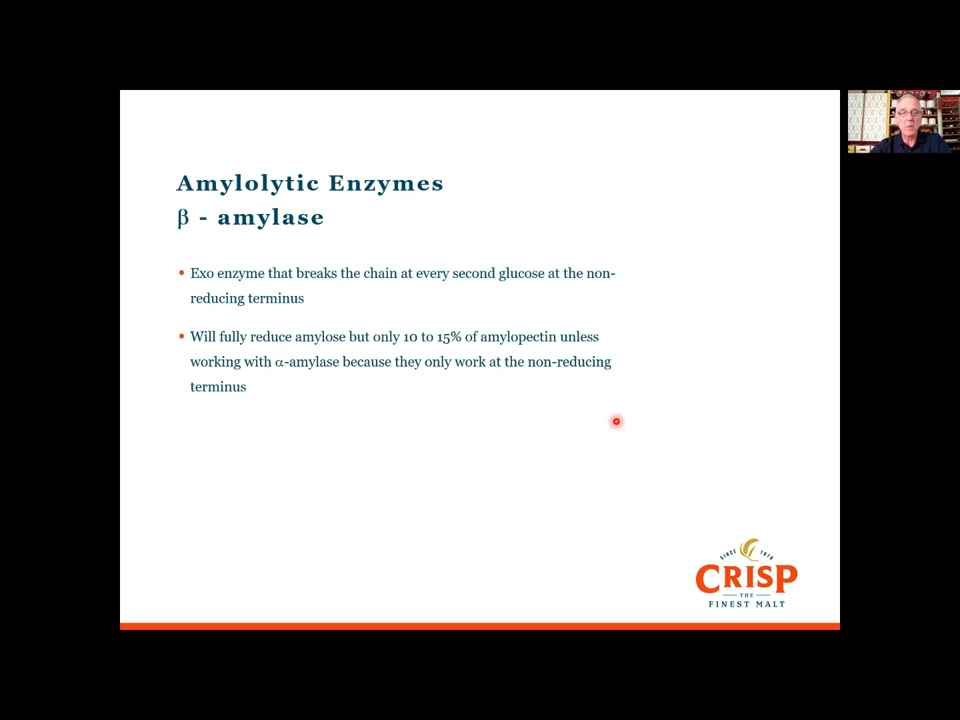 Amylolytic Enzymes
β - amylase
• Exo enzyme that breaks the chain at every second glucose at the non-
reducing terminus
• Will fully reduce amylose but only 10 to 15% of amylopectin unless
working with α-amylase because they only work at the non-reducing
terminus
SINCE 1870
CRISP
THE
FINEST MALT